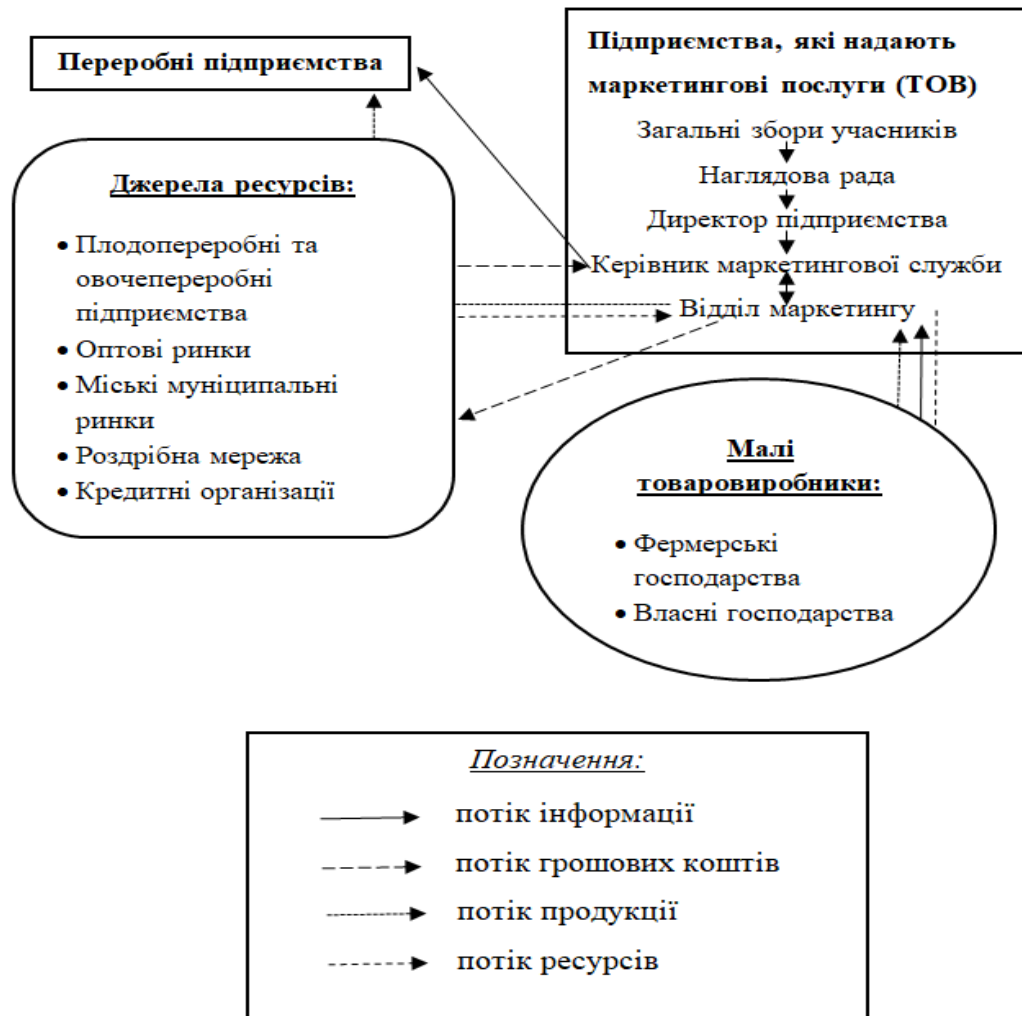 Переробні підприємства
Підприємства, які надають
маркетингові послуги (ТОВ)
Загальні збори учасників
Наглядова рада
Директор підприємства
Керівник маркетингової служби
Відділ маркетингу
Джерела ресурсів:
• Плодопереробні та
овочепереробні
підприємства
• Оптові ринки
• Міські муніципальні
ринки
• Роздрібна мережа
• Кредитні організації
Малі
товаровиробники:
• Фермерські
господарства
• Власні господарства
Позначення:
потік інформації
потік грошових коштів
потік продукції
потік ресурсів